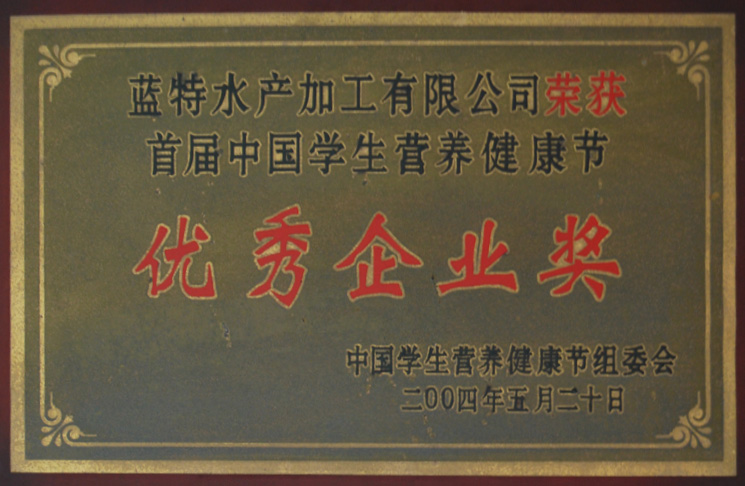 蓝特水产加工有限公司荣获
首届中国学生营养健康节
优秀企业奖
中国学生营养健康节组委会
二00四年五月二十日